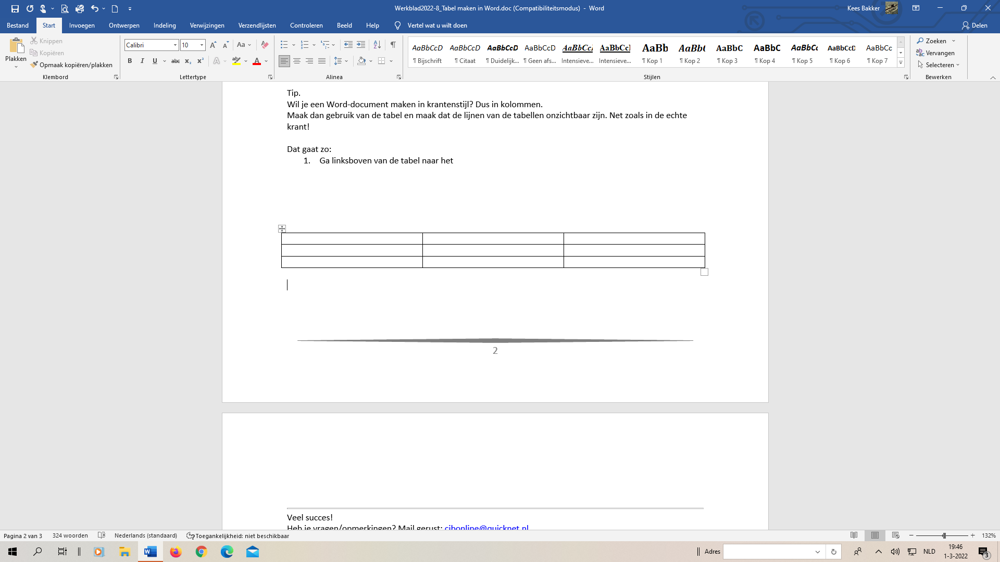 Werkblad2022-8_Tabel maken in Word.doc (Compatibiliteitsmodus) - Word
Kees Bakker
Bestand Start Invoegen Ontwerpen Indeling Verwijzingen Verzendlijsten Controleren Beeld Help Vertel wat u wilt doen Delen
Plakken
Knippen
Kopiëren
Opmaak kopiëren/plakken
Klembord
Calibri 10
Lettertype
Alinea
AaBbCcD AaBbCcD AaBbCcD AaBbCcD AaBbCcI AaBbCcI AaBb AaBbC AaBbC AaBbC AaBbCc AaBbCcD AaBbCc
¶ Bijschrift ¶ Citaat ¶ Duidelijk... ¶ Geen afs... Intensieve... Intensieve... ¶ Kop 1 ¶ Kop 2 ¶ Kop 3 ¶ Kop 4 ¶ Kop 5 ¶ Kop 6 ¶ Kop 7
Stijlen
Zoeken
Vervangen
Selecteren
Bewerken
Tip.
Wil je een Word-document maken in krantenstijl? Dus in kolommen.
Maak dan gebruik van de tabel en maak dat de lijnen van de tabellen onzichtbaar zijn. Net zoals in de echte
krant!
Dat gaat zo:
1. Ga linksboven van de tabel naar het
2
Veel succes!
Heb je vragen/opmerkingen? Mail gerust: cibonline@quicknet.nl
Pagina 2 van 3 324 woorden Nederlands (standaard) Toegankelijkheid: niet beschikbaar 132%
Adres NLD 19:46
1-3-2022 3